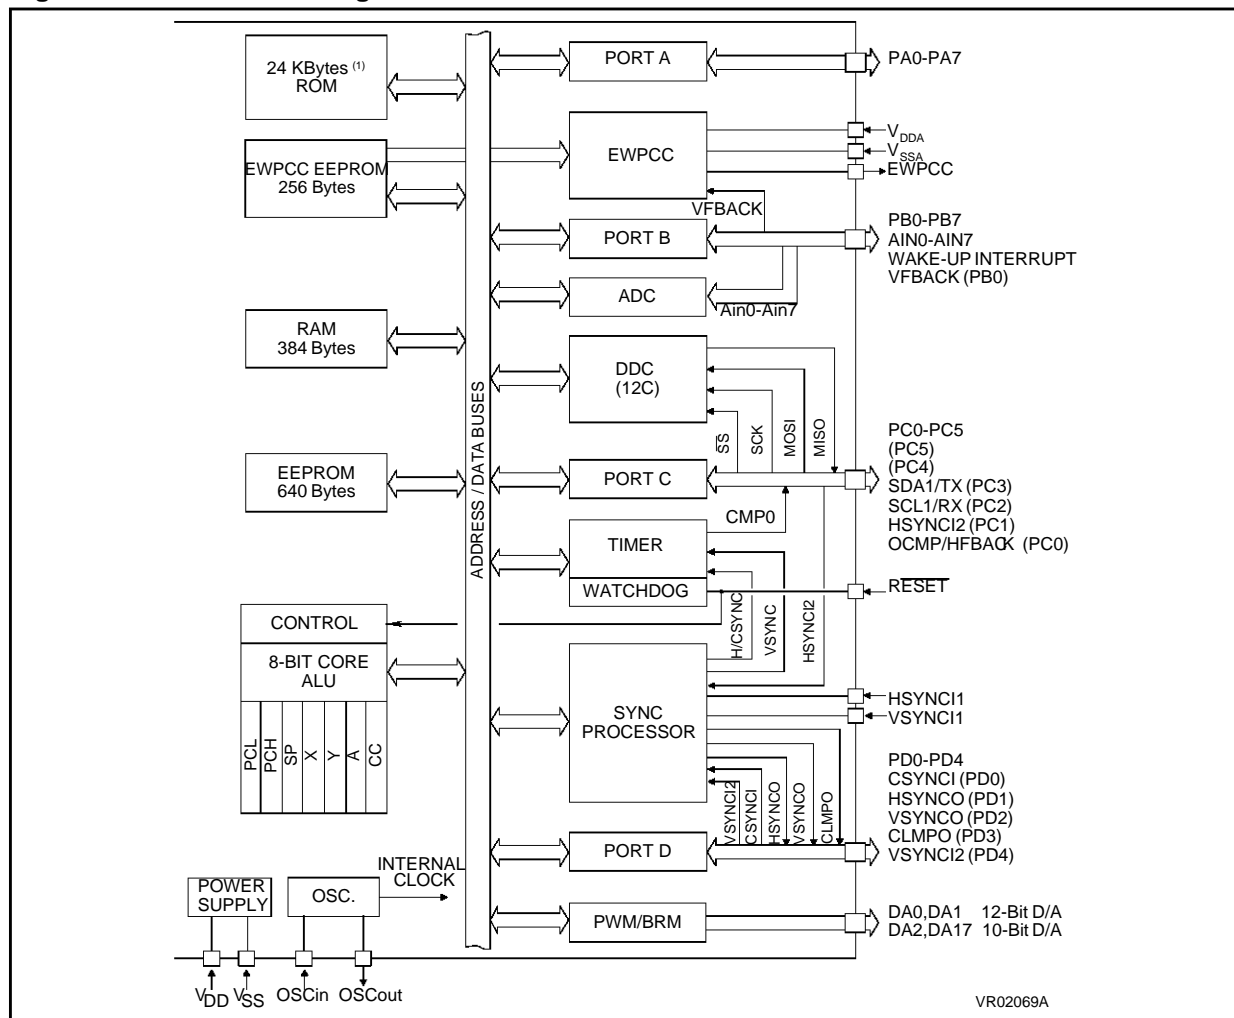 24 KBytes (1)
ROM
EWPCC EEPROM
256 Bytes
RAM
384 Bytes
EEPROM
640 Bytes
CONTROL
8-BIT CORE
ALU
PCL
PCH
SP
X
Y
A
CC
POWER
SUPPLY
OSC.
INTERNAL
CLOCK
VDD
VSS
OSCin
OSCout
ADDRESS / DATA BUSES
PORT A
EWPCC
VFBACK
PORT B
ADC
Ain0-Ain7
DDC
(12C)
SS
SCK
MOSI
MISO
PORT C
CMP0
TIMER
WATCHDOG
H/CSYNC
VSYNC
HSYNCI2
SYNC
PROCESSOR
VSYNCI2
CSYNCI
HSYNCO
VSYNCO
CLMPO
PORT D
PWM/BRM
PA0-PA7
VDDA
VSSA
EWPCC
PB0-PB7
AIN0-AIN7
WAKE-UP INTERRUPT
VFBACK (PB0)
PC0-PC5
(PC5)
(PC4)
SDA1/TX (PC3)
SCL1/RX (PC2)
HSYNCI2 (PC1)
OCMP/HFBACK (PC0)
RESET
HSYNCI1
VSYNCI1
PD0-PD4
CSYNCI (PD0)
HSYNCO (PD1)
VSYNCO (PD2)
CLMPO (PD3)
VSYNCI2 (PD4)
DA0,DA1 12-Bit D/A
DA2,DA17 10-Bit D/A
VR02069A